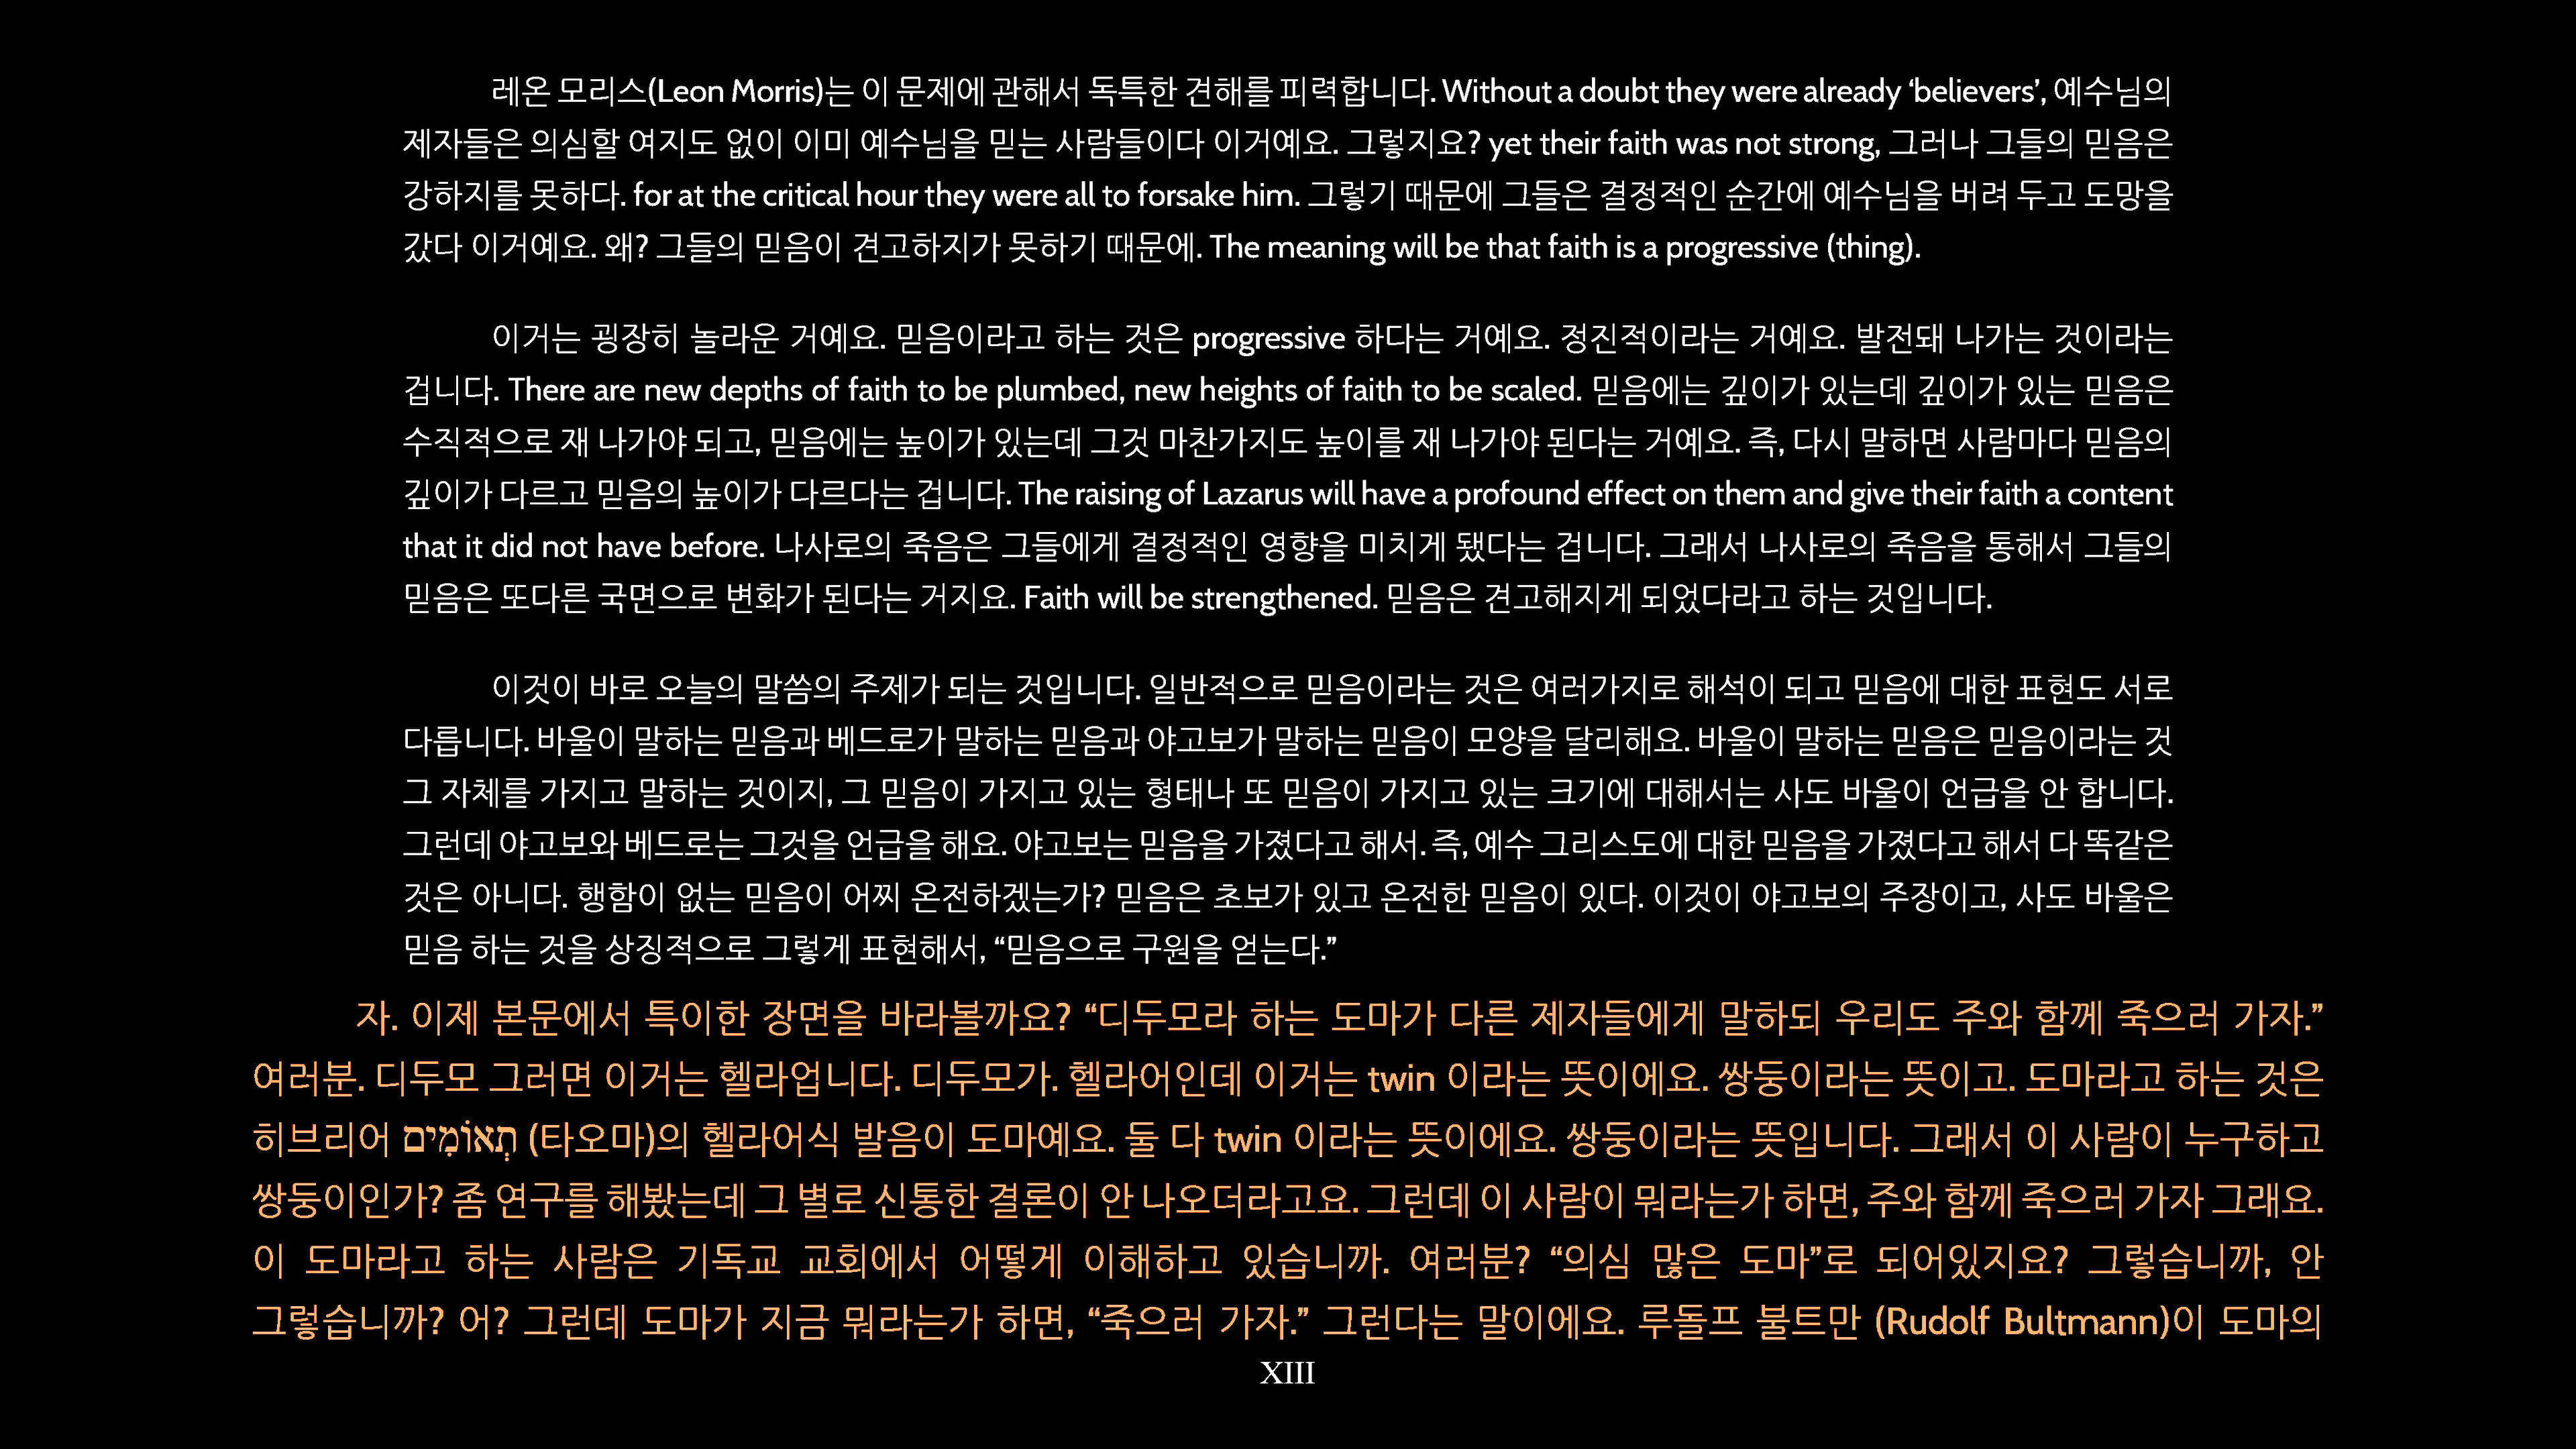 레온 모리스(Leon Morris)는 이 문제에 관해서 독특한 견해를 피력합니다. Without a doubt they were already ‘believers’, 예수님의
제자들은 의심할 여지도 없이 이미 예수님을 믿는 사람들이다 이거예요. 그렇지요? yet their faith was not strong, 그러나 그들의 믿음은
강하지를 못하다. for at the critical hour they were all to forsake him. 그렇기 때문에 그들은 결정적인 순간에 예수님을 버려 두고 도망을
갔다 이거예요. 왜? 그들의 믿음이 견고하지가 못하기 때문에. The meaning will be that faith is a progressive (thing).
이거는 굉장히 놀라운 거예요. 믿음이라고 하는 것은 progressive 하다는 거예요. 정진적이라는 거예요. 발전돼 나가는 것이라는
겁니다. There are new depths of faith to be plumbed, new heights of faith to be scaled. 믿음에는 깊이가 있는데 깊이가 있는 믿음은
수직적으로 재 나가야 되고, 믿음에는 높이가 있는데 그것 마찬가지도 높이를 재 나가야 된다는 거예요. 즉, 다시 말하면 사람마다 믿음의
깊이가 다르고 믿음의 높이가 다르다는 겁니다. The raising of Lazarus will have a profound effect on them and give their faith a content
that it did not have before. 나사로의 죽음은 그들에게 결정적인 영향을 미치게 됐다는 겁니다. 그래서 나사로의 죽음을 통해서 그들의
믿음은 또다른 국면으로 변화가 된다는 거지요. Faith will be strengthened. 믿음은 견고해지게 되었다라고 하는 것입니다.
이것이 바로 오늘의 말씀의 주제가 되는 것입니다. 일반적으로 믿음이라는 것은 여러가지로 해석이 되고 믿음에 대한 표현도 서로
다릅니다. 바울이 말하는 믿음과 베드로가 말하는 믿음과 야고보가 말하는 믿음이 모양을 달리해요. 바울이 말하는 믿음은 믿음이라는 것
그 자체를 가지고 말하는 것이지, 그 믿음이 가지고 있는 형태나 또 믿음이 가지고 있는 크기에 대해서는 사도 바울이 언급을 안 합니다.
그런데 야고보와 베드로는 그것을 언급을 해요. 야고보는 믿음을 가졌다고 해서. 즉, 예수 그리스도에 대한 믿음을 가졌다고 해서 다 똑같은
것은 아니다. 행함이 없는 믿음이 어찌 온전하겠는가? 믿음은 초보가 있고 온전한 믿음이 있다. 이것이 야고보의 주장이고, 사도 바울은
믿음 하는 것을 상징적으로 그렇게 표현해서, “믿음으로 구원을 얻는다.”
자. 이제 본문에서 특이한 장면을 바라볼까요? “디두모라 하는 도마가 다른 제자들에게 말하되 우리도 주와 함께 죽으러 가자.”
여러분. 디두모 그러면 이거는 헬라업니다. 디두모가. 헬라어인데 이거는 twin 이라는 뜻이에요. 쌍둥이라는 뜻이고. 도마라고 하는 것은
히브리어 תְאוֹמִים (타오마)의 헬라어식 발음이 도마예요. 둘 다 twin 이라는 뜻이에요. 쌍둥이라는 뜻입니다. 그래서 이 사람이 누구하고
쌍둥이인가? 좀 연구를 해봤는데 그 별로 신통한 결론이 안 나오더라고요. 그런데 이 사람이 뭐라는가 하면, 주와 함께 죽으러 가자 그래요.
이 도마라고 하는 사람은 기독교 교회에서 어떻게 이해하고 있습니까. 여러분? “의심 많은 도마”로 되어있지요? 그렇습니까, 안
그렇습니까? 어? 그런데 도마가 지금 뭐라는가 하면, “죽으러 가자.” 그런다는 말이에요. 루돌프 불트만 (Rudolf Bultmann)이 도마의
XIII